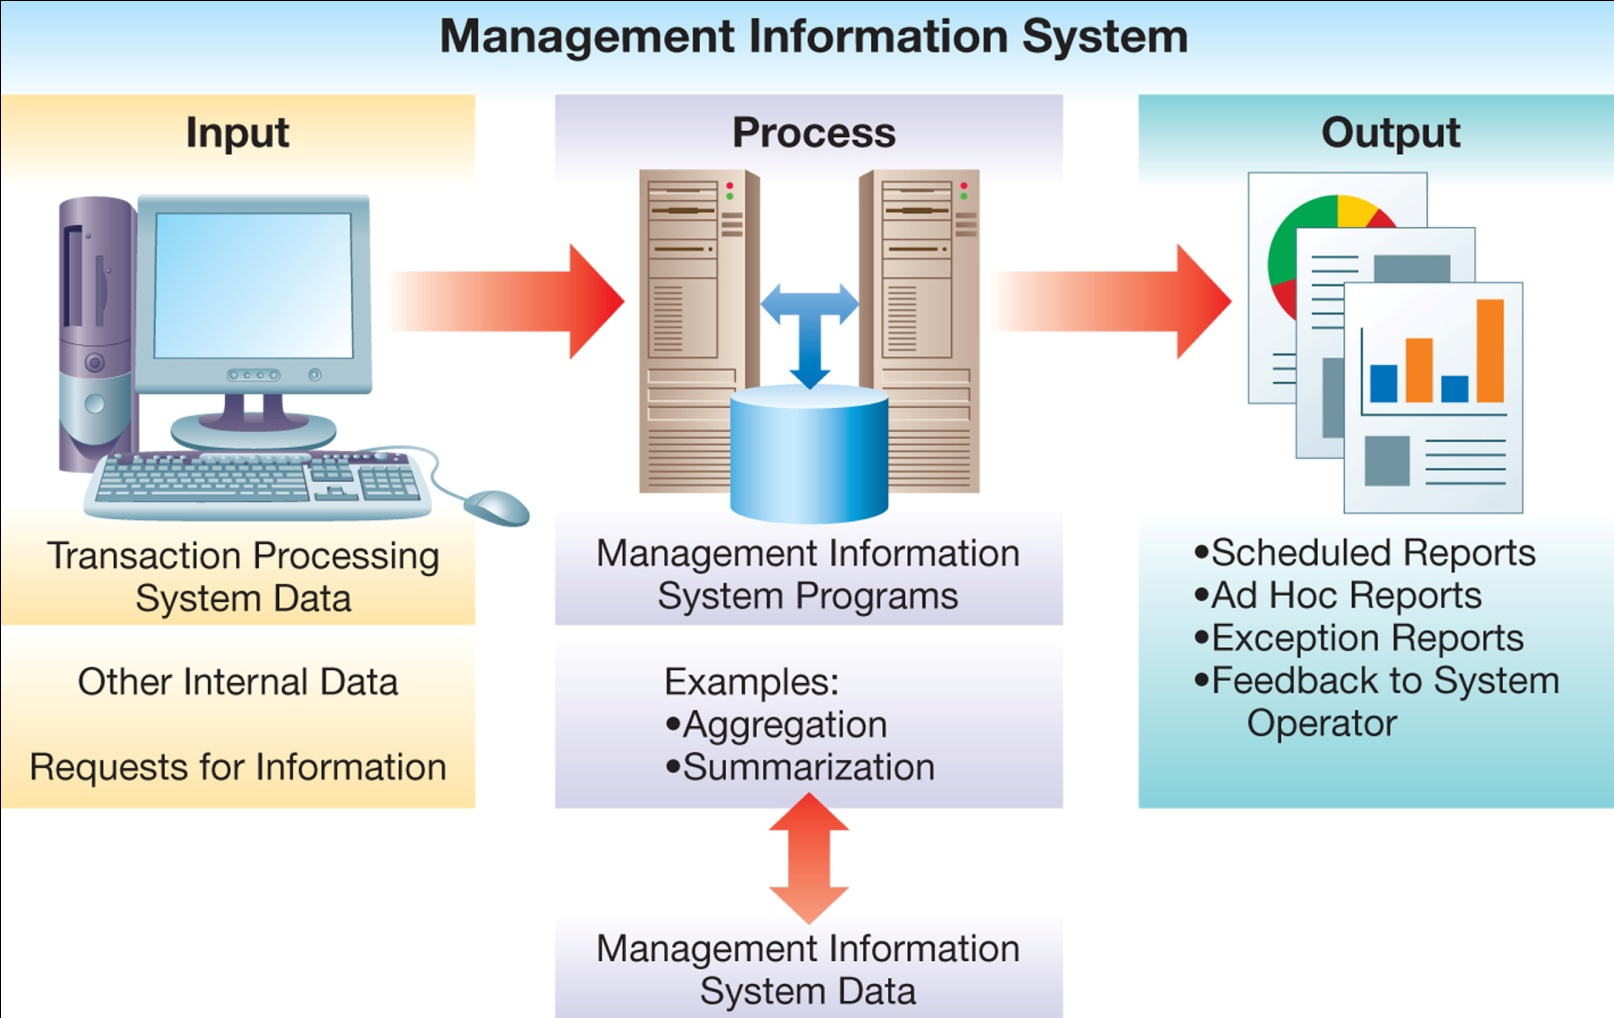 Management Information System
Input
Process
Output
Transaction Processing
System Data
Other Internal Data
Requests for Information
Management Information
System Programs
Examples:
•Aggregation
•Summarization
Management Information
System Data
•Scheduled Reports
•Ad Hoc Reports
•Exception Reports
•Feedback to System
Operator